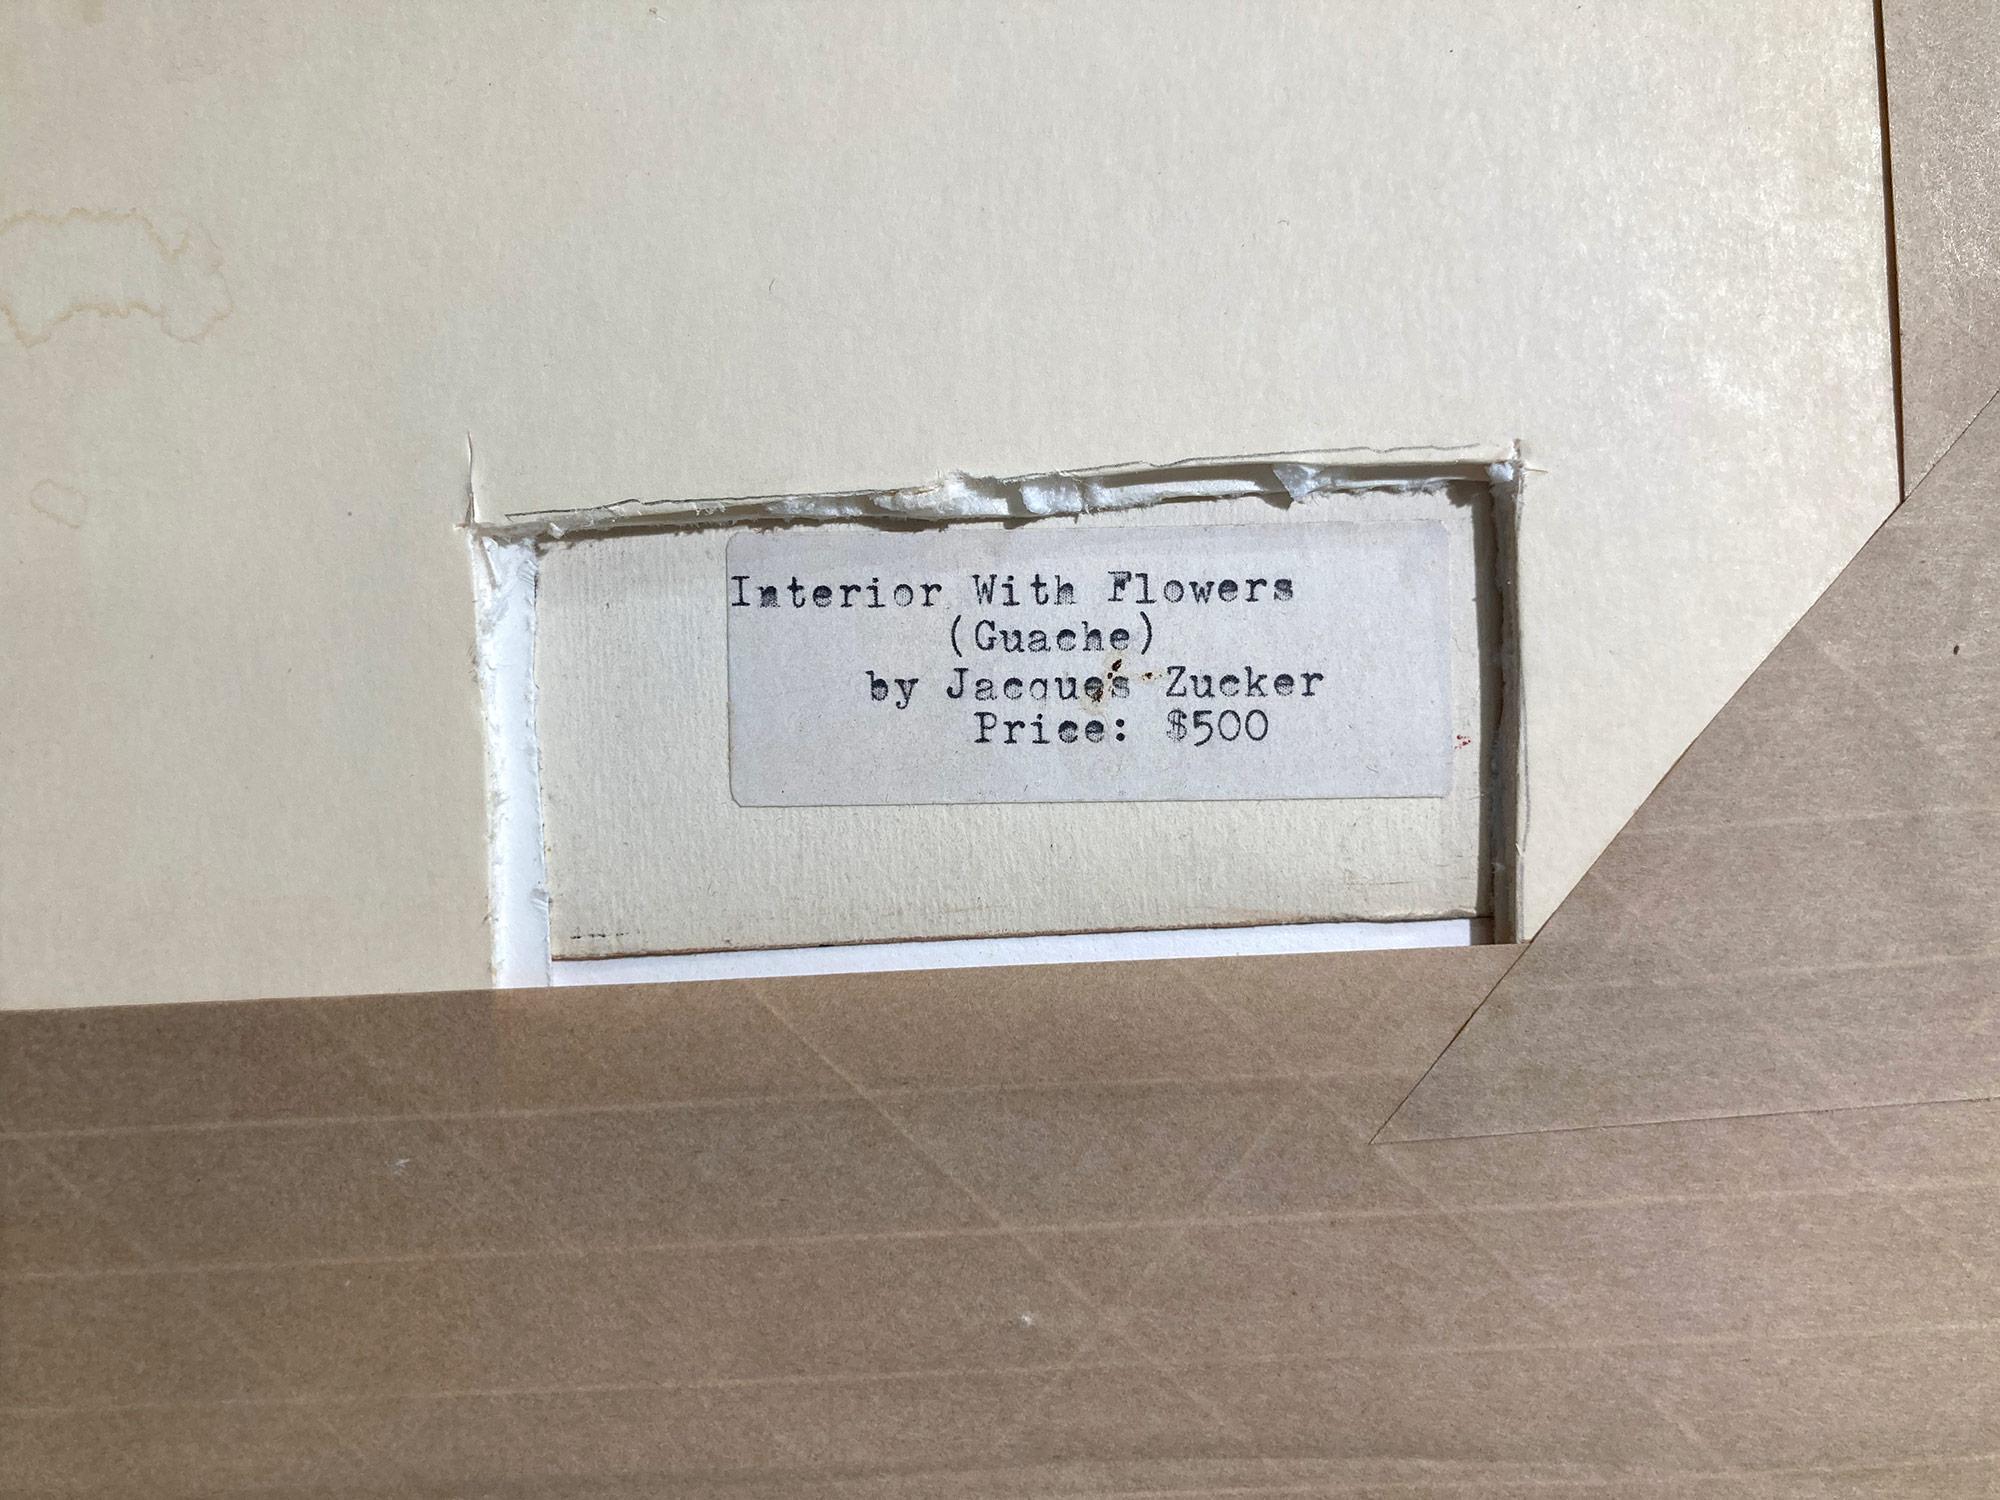 Interior With Flowers
(Guache)
by Jacques Zucker
Price: $500